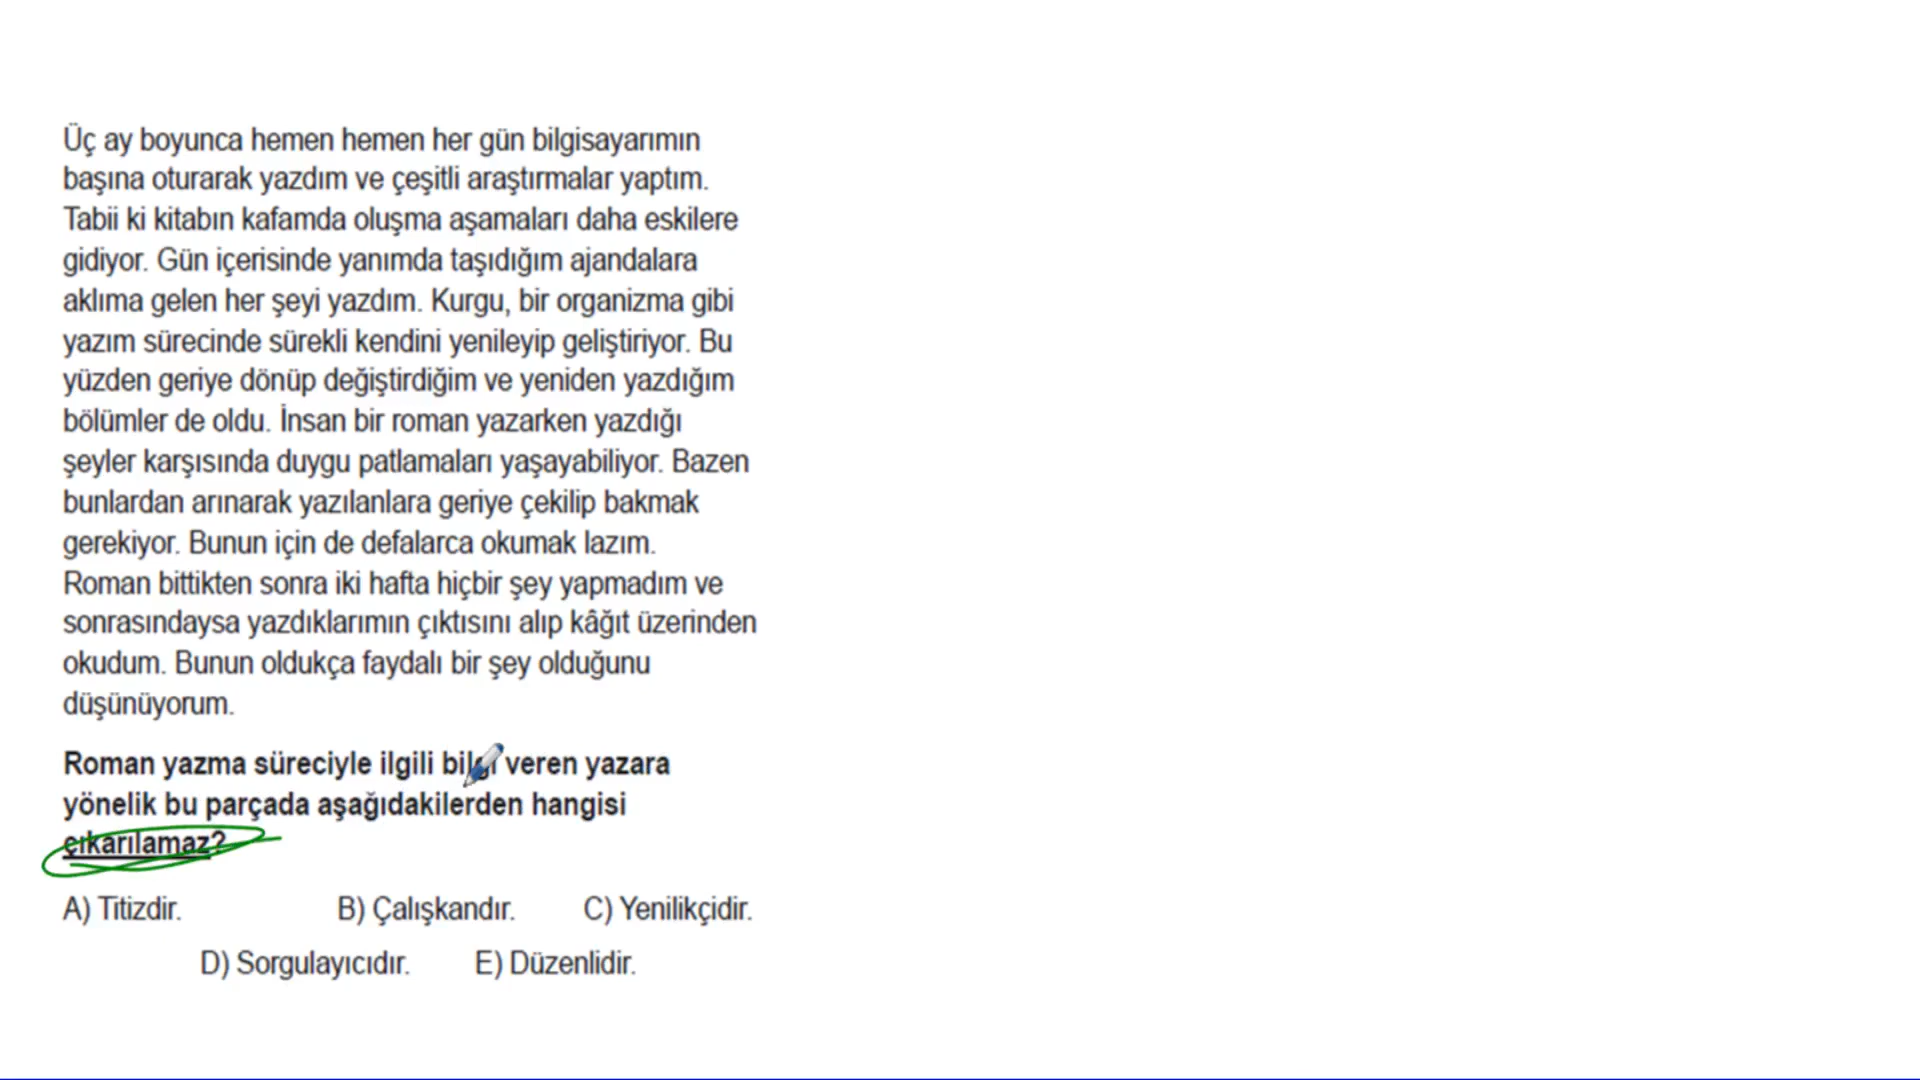 Üç ay boyunca hemen hemen her gün bilgisayarımın
başına oturarak yazdım ve çeşitli araştırmalar yaptım.
Tabii ki kitabın kafamda oluşma aşamaları daha eskilere
gidiyor. Gün içerisinde yanımda taşıdığım ajandalara
aklıma gelen her şeyi yazdım. Kurgu, bir organizma gibi
yazım sürecinde sürekli kendini yenileyip geliştiriyor. Bu
yüzden geriye dönüp değiştirdiğim ve yeniden yazdığım
bölümler de oldu. İnsan bir roman yazarken yazdığı
şeyler karşısında duygu patlamaları yaşayabiliyor. Bazen
bunlardan arınarak yazılanlara geriye çekilip bakmak
gerekiyor. Bunun için de defalarca okumak lazım.
Roman bittikten sonra iki hafta hiçbir şey yapmadım ve
sonrasındaysa yazdıklarımın çıktısını alıp kâğıt üzerinden
okudum. Bunun oldukça faydalı bir şey olduğunu
düşünüyorum.
Roman yazma süreciyle ilgili bilgi veren yazara
yönelik bu parçada aşağıdakilerden hangisi
çıkarılamaz?
A) Titizdir. B) Çalışkandır. C) Yenilikçidir.
D) Sorgulayıcıdır. E) Düzenlidir.